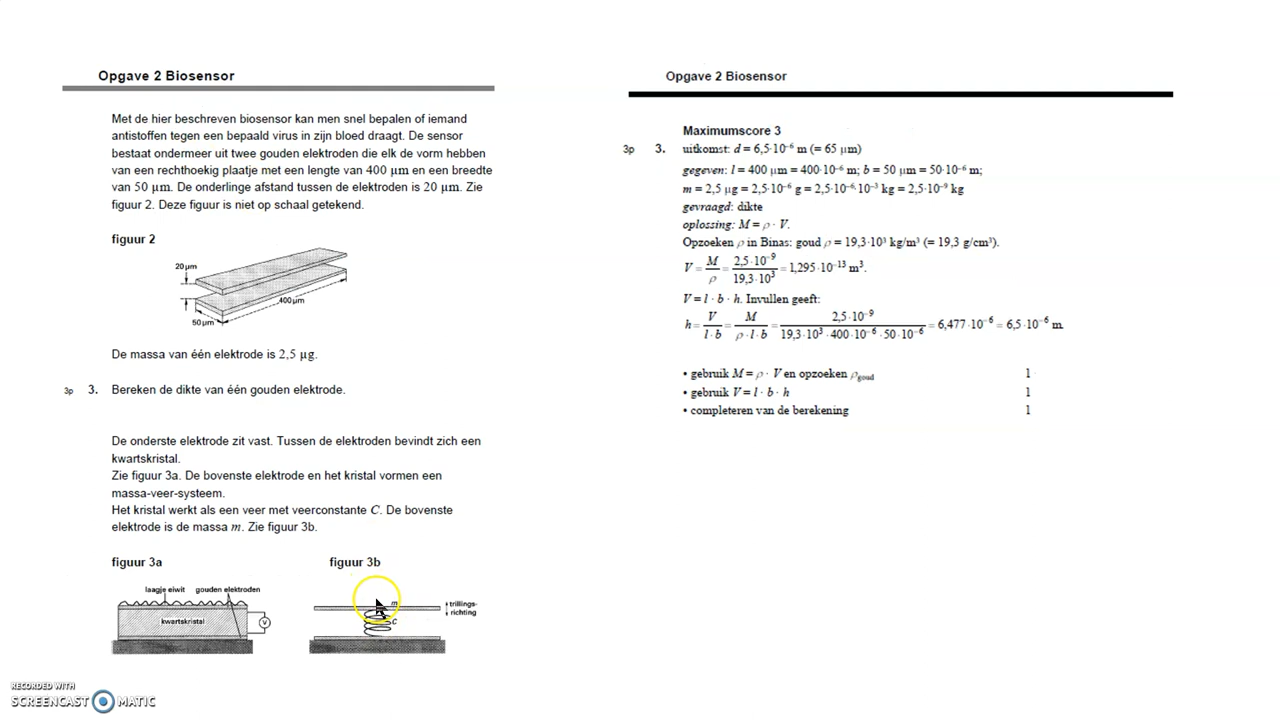 Opgave 2 Biosensor
Met de hier beschreven biosensor kan men snel bepalen of iemand
antistoffen tegen een bepaald virus in zijn bloed draagt. De sensor
bestaat ondermeer uit twee gouden elektroden die elk de vorm hebben
van een rechthoekig plaatje met een lengte van 400 μm en een breedte
van 50 μm. De onderlinge afstand tussen de elektroden is 20 μm. Zie
figuur 2. Deze figuur is niet op schaal getekend.
figuur 2
20 μm
400 μm
50 μm
De massa van één elektrode is 2,5 μg.
3p 3. Bereken de dikte van één gouden elektrode.
De onderste elektrode zit vast. Tussen de elektroden bevindt zich een
kwartskristal.
Zie figuur 3a. De bovenste elektrode en het kristal vormen een
massa-veer-systeem.
Het kristal werkt als een veer met veerconstante C. De bovenste
elektrode is de massa m. Zie figuur 3b.
figuur 3a
laagje eiwit gouden elektroden
kwartskristal
V
figuur 3b
m
C
trillings-
richting
Opgave 2 Biosensor
Maximumscore 3
3p 3. uitkomst: d = 6,5·10⁻⁶ m (= 65 μm)
gegeven: l = 400 μm = 400·10⁻⁶ m; b = 50 μm = 50·10⁻⁶ m;
m = 2,5 μg = 2,5·10⁻⁶ g = 2,5·10⁻⁶·10⁻³ kg = 2,5·10⁻⁹ kg
gevraagd: dikte
oplossing: M = ρ · V.
Opzoeken ρ in Binas: goud ρ = 19,3·10³ kg/m³ (= 19,3 g/cm³).
V = M/ρ = 2,5·10⁻⁹/19,3·10³ = 1,295·10⁻¹³ m³.
V = l · b · h. Invullen geeft:
h = V/l·b = M/ρ·l·b = 2,5·10⁻⁹/19,3·10³·400·10⁻⁶·50·10⁻⁶ = 6,477·10⁻⁶ = 6,5·10⁻⁶ m.
• gebruik M = ρ · V en opzoeken ρgoud 1
• gebruik V = l · b · h 1
• completeren van de berekening 1
RECORDED WITH
SCREENCAST MATIC